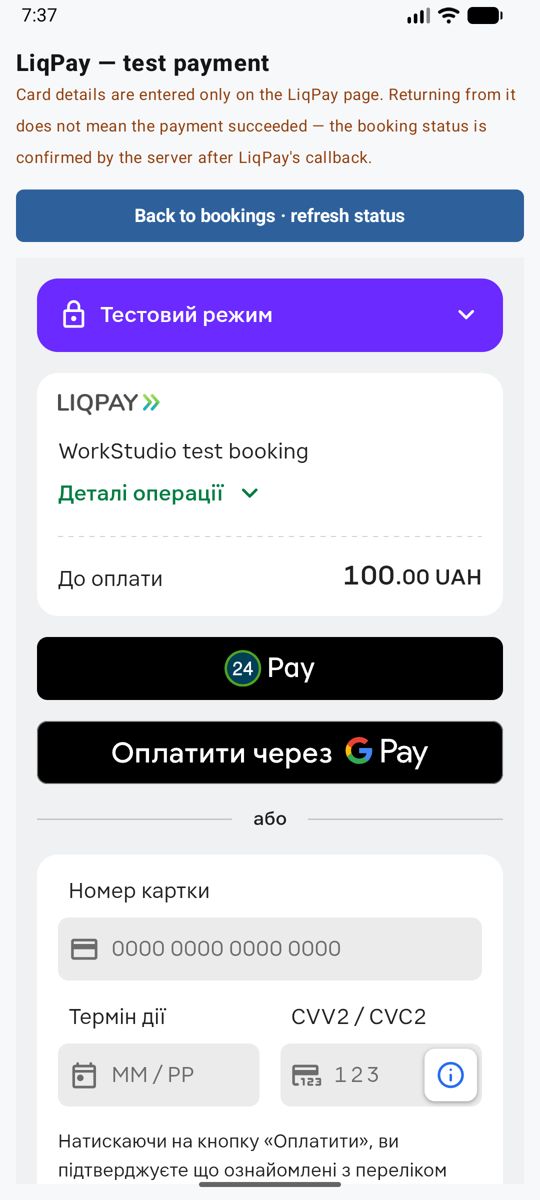 7:37
LiqPay — test payment
Card details are entered only on the LiqPay page. Returning from it
does not mean the payment succeeded — the booking status is
confirmed by the server after LiqPay's callback.
Back to bookings · refresh status
Тестовий режим
LIQPAY
WorkStudio test booking
Деталі операції
До оплати 100.00 UAH
24 Pay
Оплатити через G Pay
або
Номер картки
0000 0000 0000 0000
Термін дії CVV2 / CVC2
ММ / РР 123 123
Натискаючи на кнопку «Оплатити», ви
підтверджуєте що ознайомлені з переліком